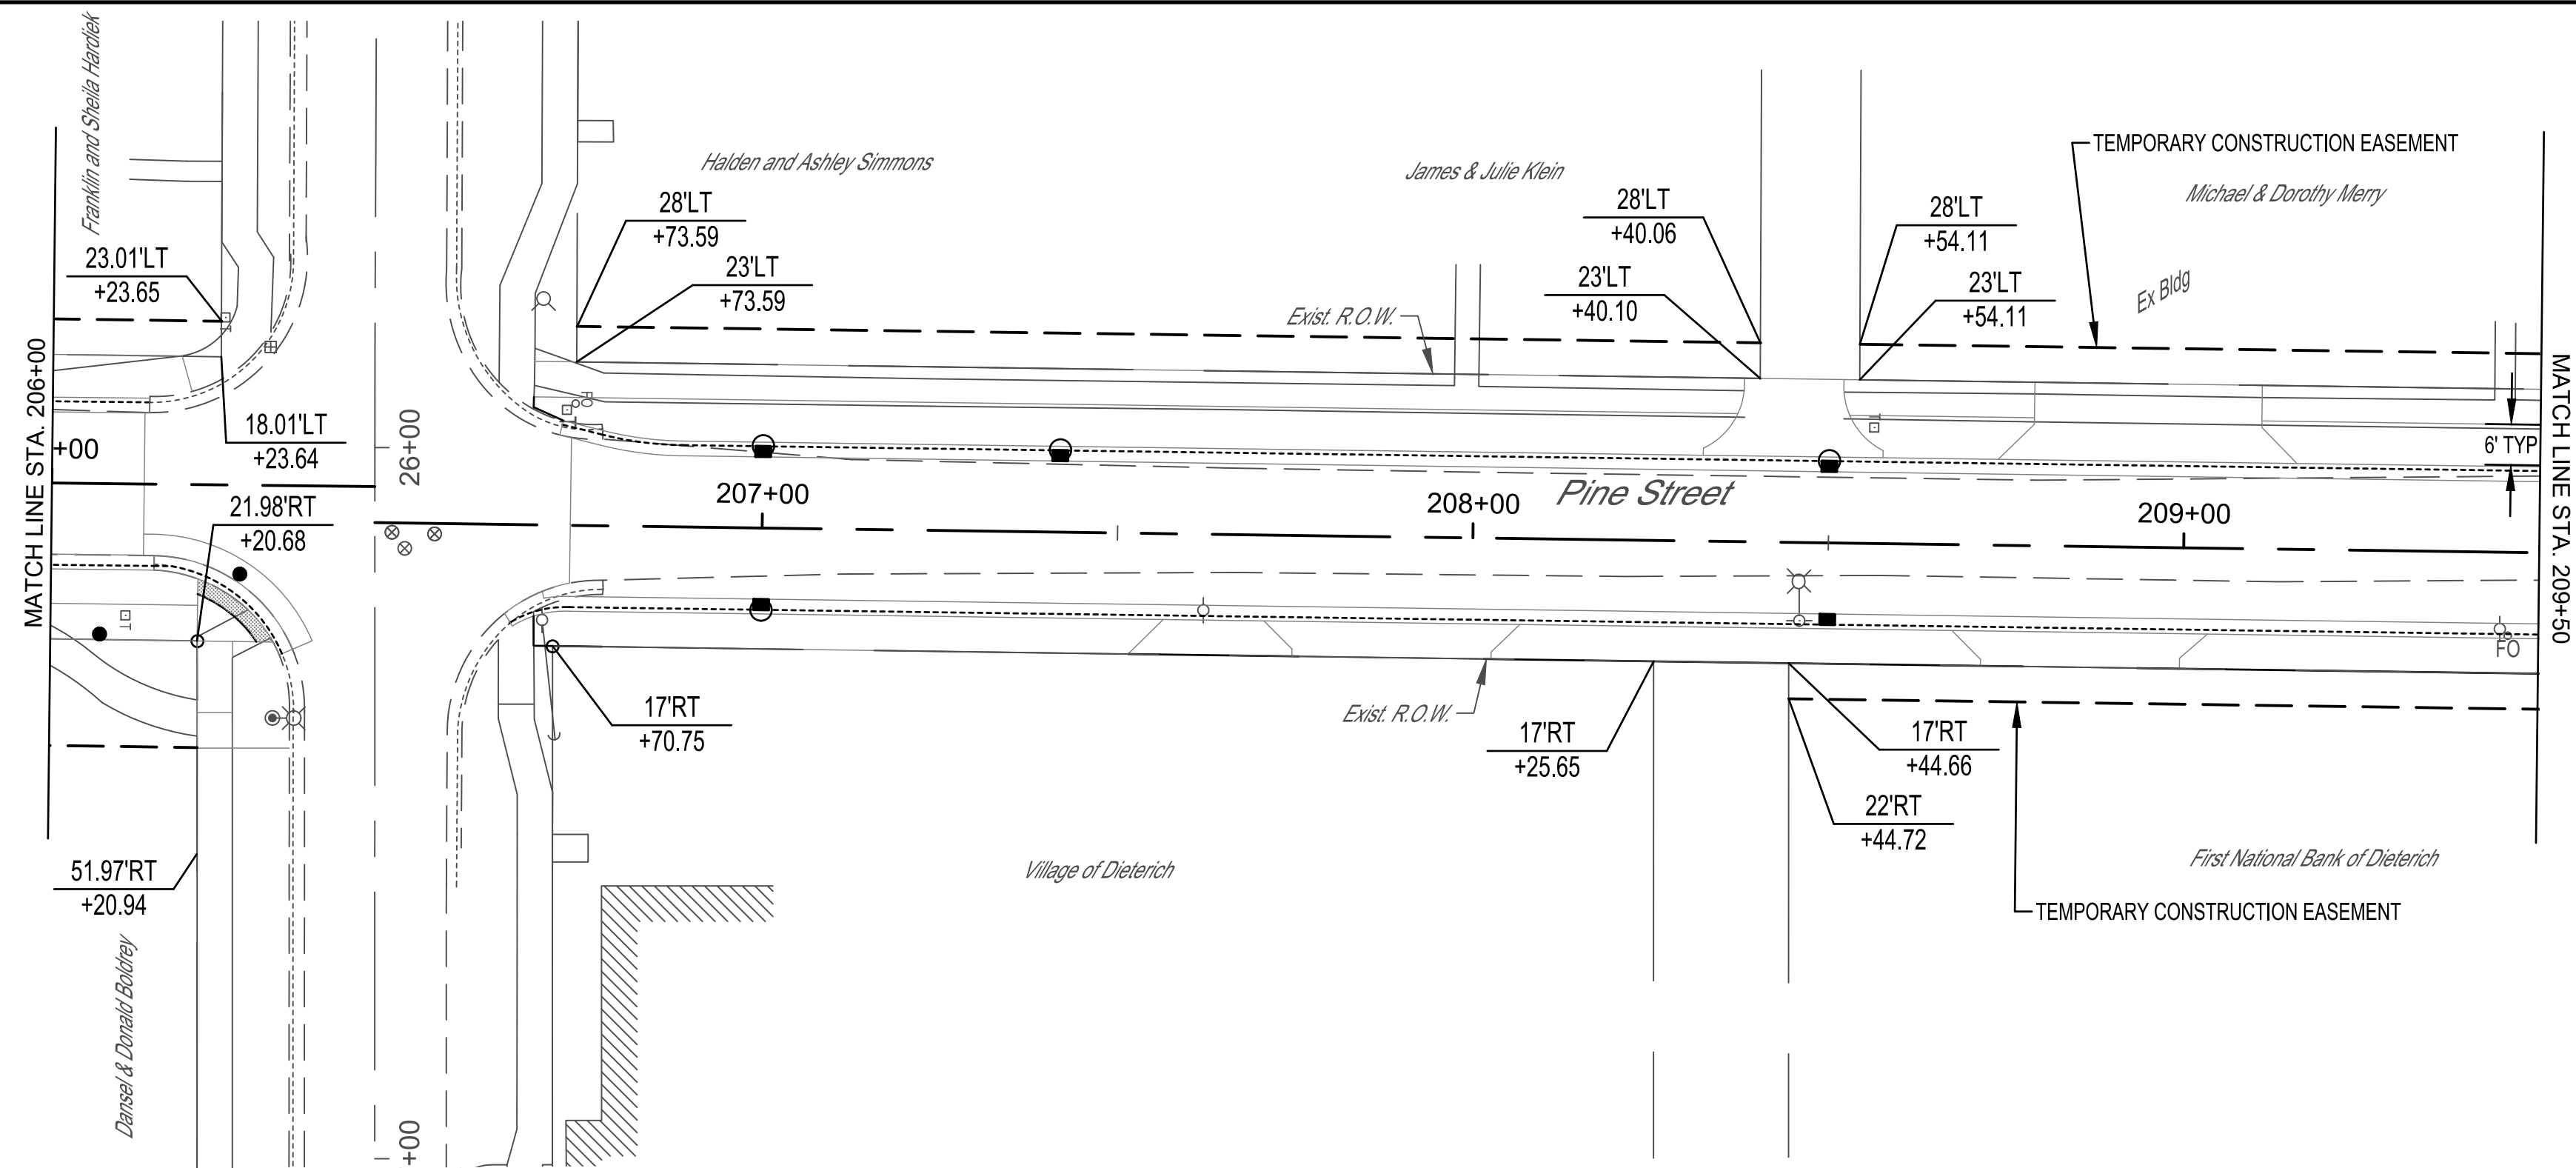 Franklin and Sheila Hardiek
Halden and Ashley Simmons
James & Julie Klein
TEMPORARY CONSTRUCTION EASEMENT
Michael & Dorothy Merry
28'LT
+73.59
23'LT
+73.59
28'LT
+40.06
23'LT
+40.10
28'LT
+54.11
23'LT
+54.11
Ex Bldg
23.01'LT
+23.65
Exist. R.O.W.
MATCH LINE STA. 206+00
+00
18.01'LT
+23.64
26+00
6' TYP
MATCH LINE STA. 209+50
207+00
208+00
Pine Street
209+00
21.98'RT
+20.68
T
T
T
FO
17'RT
+70.75
Exist. R.O.W.
17'RT
+25.65
17'RT
+44.66
22'RT
+44.72
51.97'RT
+20.94
Village of Dieterich
First National Bank of Dieterich
TEMPORARY CONSTRUCTION EASEMENT
Dansel & Donald Boldrey
+00